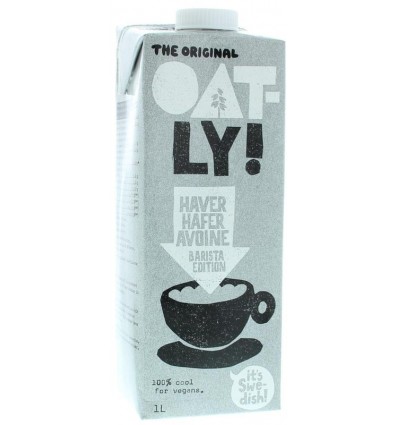 THE ORIGINAL
OAT-
LY!
HAVER
HAFER
AVOINE
BARISTA
EDITION
100% cool
for vegans.
1L
it's
Swe-
dish!